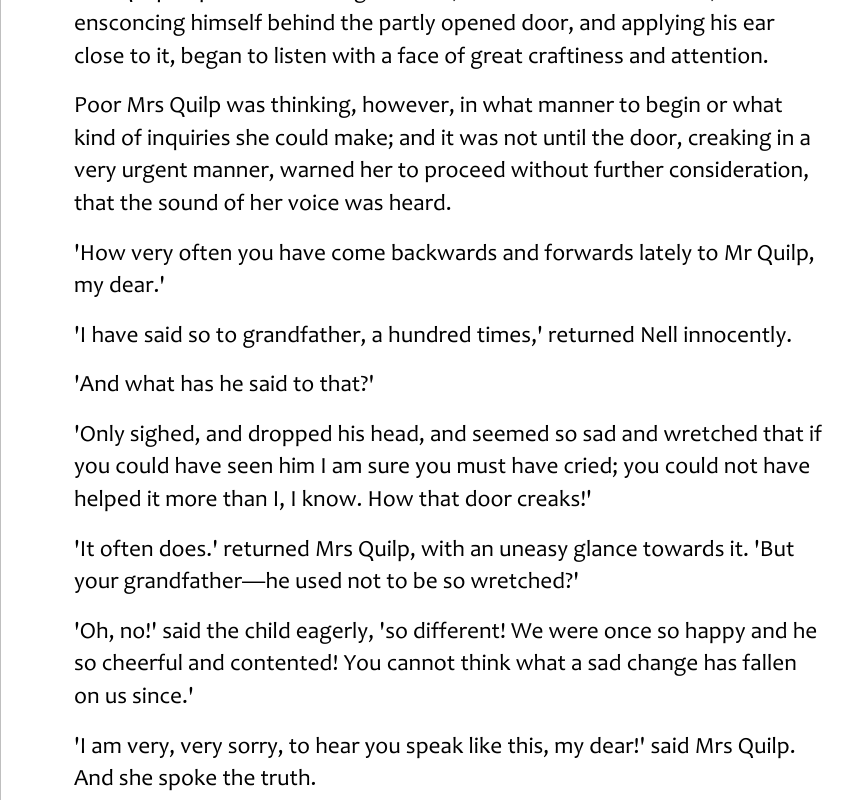 ensconcing himself behind the partly opened door, and applying his ear
close to it, began to listen with a face of great craftiness and attention.
Poor Mrs Quilp was thinking, however, in what manner to begin or what
kind of inquiries she could make; and it was not until the door, creaking in a
very urgent manner, warned her to proceed without further consideration,
that the sound of her voice was heard.
'How very often you have come backwards and forwards lately to Mr Quilp,
my dear.'
'I have said so to grandfather, a hundred times,' returned Nell innocently.
'And what has he said to that?'
'Only sighed, and dropped his head, and seemed so sad and wretched that if
you could have seen him I am sure you must have cried; you could not have
helped it more than I, I know. How that door creaks!'
'It often does.' returned Mrs Quilp, with an uneasy glance towards it. 'But
your grandfather—he used not to be so wretched?'
'Oh, no!' said the child eagerly, 'so different! We were once so happy and he
so cheerful and contented! You cannot think what a sad change has fallen
on us since.'
'I am very, very sorry, to hear you speak like this, my dear!' said Mrs Quilp.
And she spoke the truth.